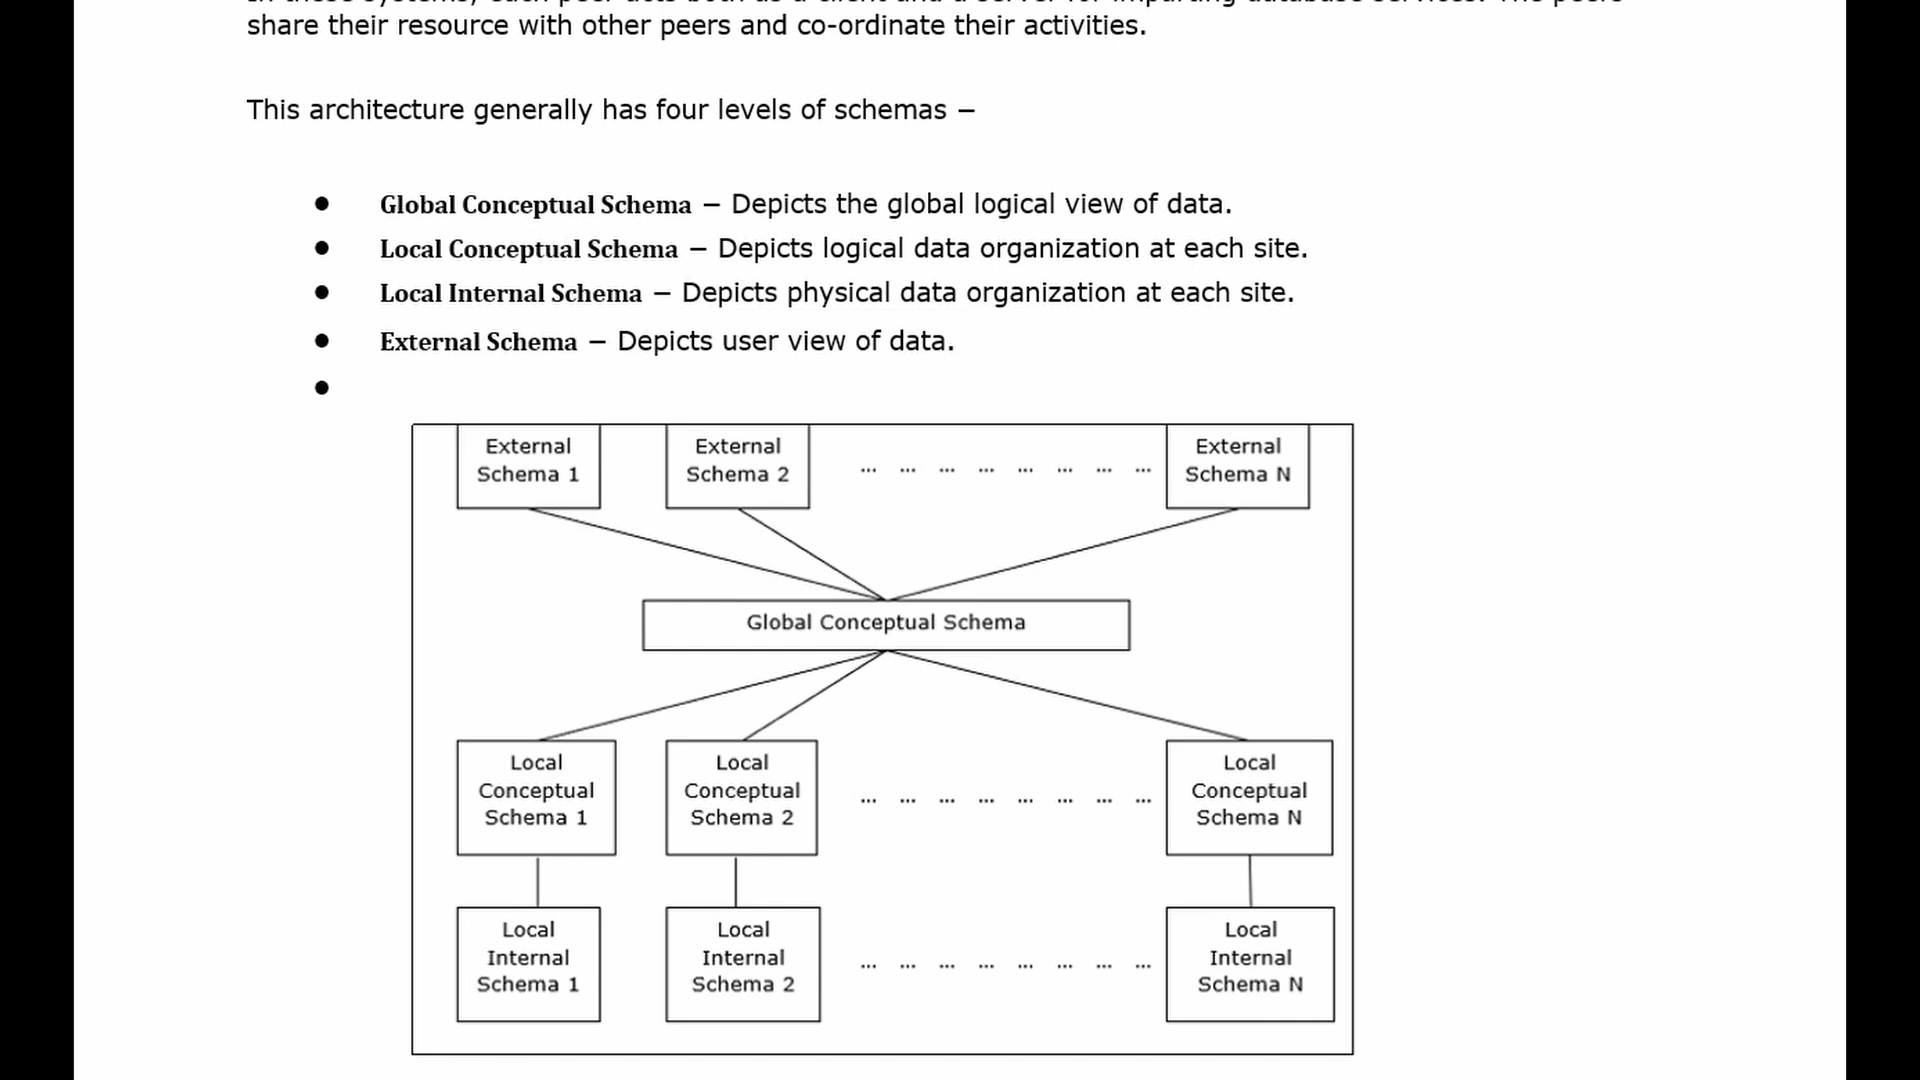 share their resource with other peers and co-ordinate their activities.
This architecture generally has four levels of schemas −
● Global Conceptual Schema − Depicts the global logical view of data.
● Local Conceptual Schema − Depicts logical data organization at each site.
● Local Internal Schema − Depicts physical data organization at each site.
● External Schema − Depicts user view of data.
●
External
Schema 1
External
Schema 2
... ... ... ... ... ... ... ...
External
Schema N
Global Conceptual Schema
Local
Conceptual
Schema 1
Local
Conceptual
Schema 2
... ... ... ... ... ... ... ...
Local
Conceptual
Schema N
Local
Internal
Schema 1
Local
Internal
Schema 2
... ... ... ... ... ... ... ...
Local
Internal
Schema N